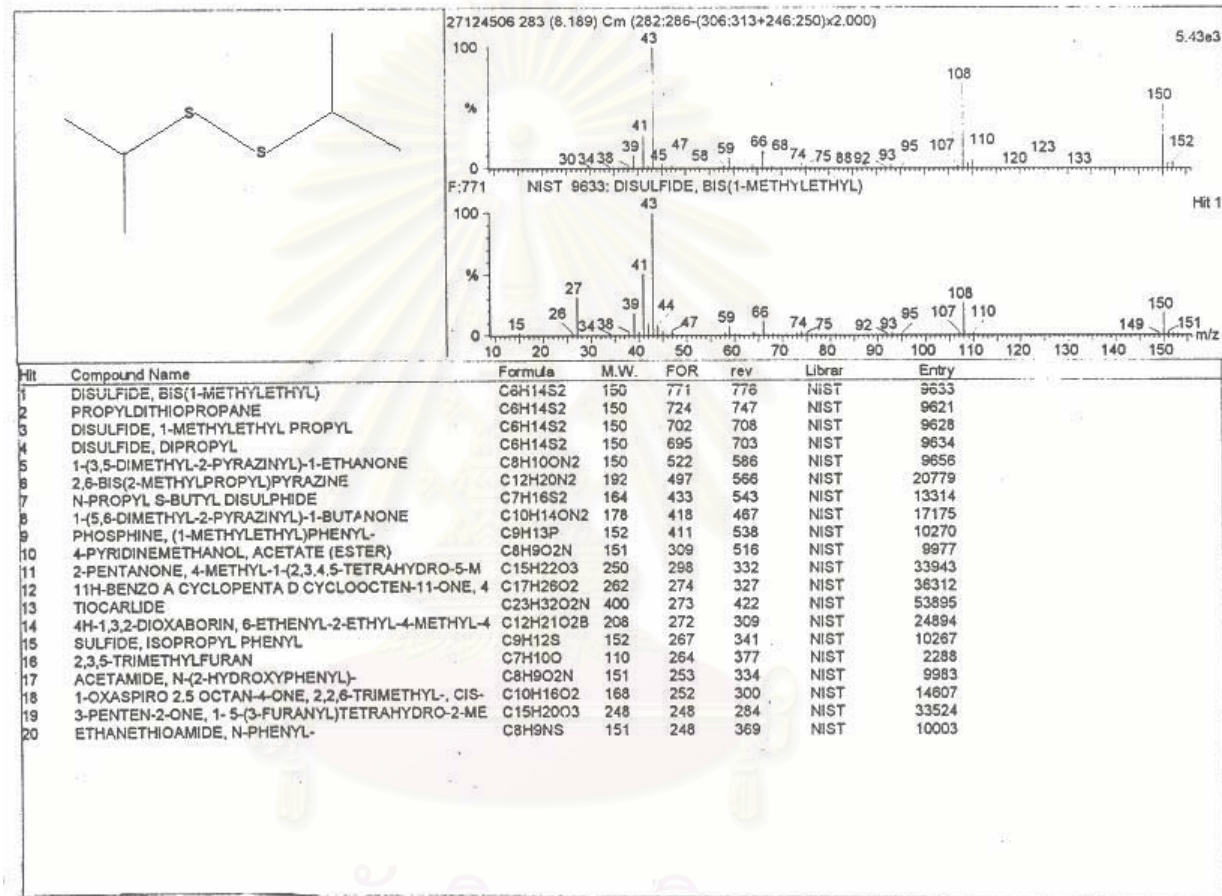 S
S
27124506 283 (8.189) Cm (282:286-(306:313+246:250)x2.000)
5.43e3
100
%
0
43
108
150
41
30 34 38 39 45 47 58 59 66 68 74 75 88 92 93 95 107 110 120 123 133 152
F:771 NIST 9633: DISULFIDE, BIS(1-METHYLETHYL)
Hit 1
100
%
0
43
41
27
15 26 34 38 39 44 47 59 66 74 75 92 93 95 107 108 110 149 150 151
m/z
10 20 30 40 50 60 70 80 90 100 110 120 130 140 150
Hit Compound Name Formula M.W. FOR rev Librar Entry
1 DISULFIDE, BIS(1-METHYLETHYL) C6H14S2 150 771 776 NIST 9633
2 PROPYLDITHIOPROPANE C6H14S2 150 724 747 NIST 9621
3 DISULFIDE, 1-METHYLETHYL PROPYL C6H14S2 150 702 708 NIST 9628
4 DISULFIDE, DIPROPYL C6H14S2 150 695 703 NIST 9634
5 1-(3,5-DIMETHYL-2-PYRAZINYL)-1-ETHANONE C8H10ON2 150 522 586 NIST 9656
6 2,6-BIS(2-METHYLPROPYL)PYRAZINE C12H20N2 192 497 566 NIST 20779
7 N-PROPYL S-BUTYL DISULPHIDE C7H16S2 164 433 543 NIST 13314
8 1-(5,6-DIMETHYL-2-PYRAZINYL)-1-BUTANONE C10H14ON2 178 418 467 NIST 17175
9 PHOSPHINE, (1-METHYLETHYL)PHENYL- C9H13P 152 411 538 NIST 10270
10 4-PYRIDINEMETHANOL, ACETATE (ESTER) C8H9O2N 151 309 516 NIST 9977
11 2-PENTANONE, 4-METHYL-1-(2,3,4,5-TETRAHYDRO-5-M C15H22O3 250 298 332 NIST 33943
12 11H-BENZO A CYCLOPENTA D CYCLOOCTEN-11-ONE, 4 C17H26O2 262 274 327 NIST 36312
13 TIOCARLIDE C23H32O2N 400 273 422 NIST 53895
14 4H-1,3,2-DIOXABORIN, 6-ETHENYL-2-ETHYL-4-METHYL-4 C12H21O2B 208 272 309 NIST 24894
15 SULFIDE, ISOPROPYL PHENYL C9H12S 152 267 341 NIST 10267
16 2,3,5-TRIMETHYLFURAN C7H10O 110 264 377 NIST 2288
17 ACETAMIDE, N-(2-HYDROXYPHENYL)- C8H9O2N 151 253 334 NIST 9983
18 1-OXASPIRO 2.5 OCTAN-4-ONE, 2,2,6-TRIMETHYL-, CIS- C10H16O2 168 252 300 NIST 14607
19 3-PENTEN-2-ONE, 1- 5-(3-FURANYL)TETRAHYDRO-2-ME C15H20O3 248 248 284 NIST 33524
20 ETHANETHIOAMIDE, N-PHENYL- C8H9NS 151 248 369 NIST 10003